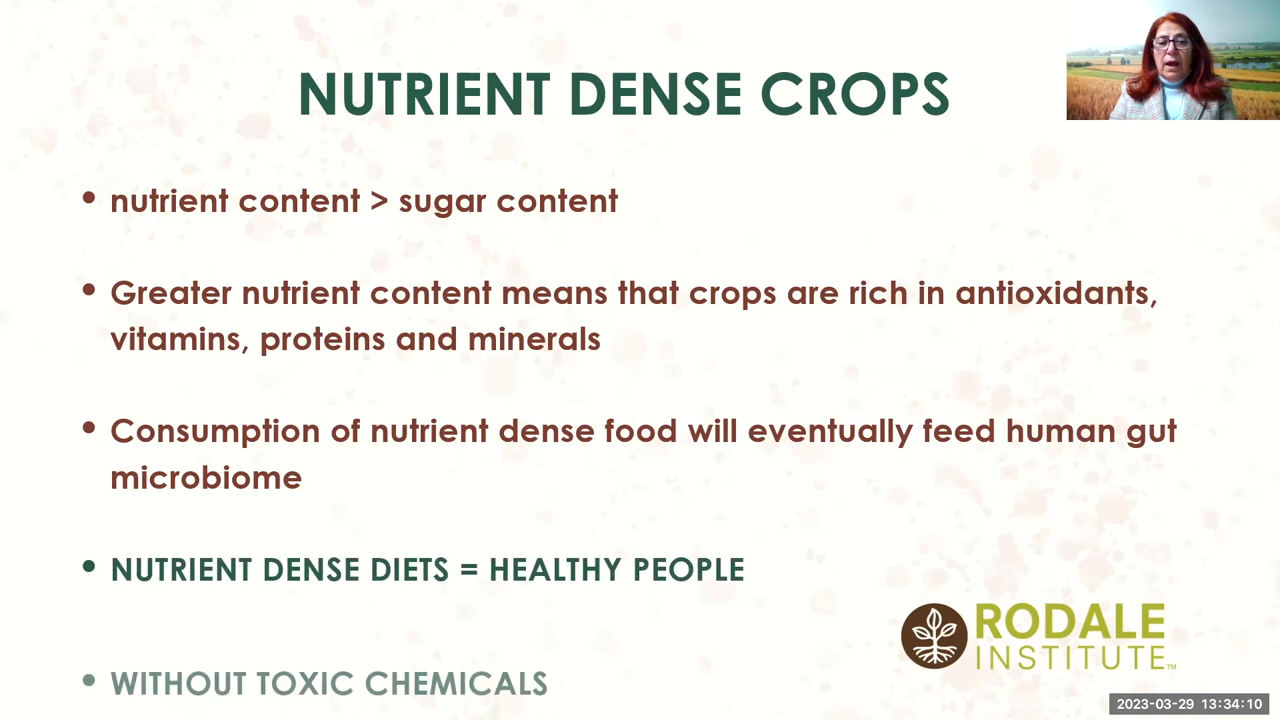 NUTRIENT DENSE CROPS
• nutrient content > sugar content
• Greater nutrient content means that crops are rich in antioxidants,
vitamins, proteins and minerals
• Consumption of nutrient dense food will eventually feed human gut
microbiome
• NUTRIENT DENSE DIETS = HEALTHY PEOPLE
• WITHOUT TOXIC CHEMICALS
RODALE
INSTITUTE™
2023-03-29 13:34:10